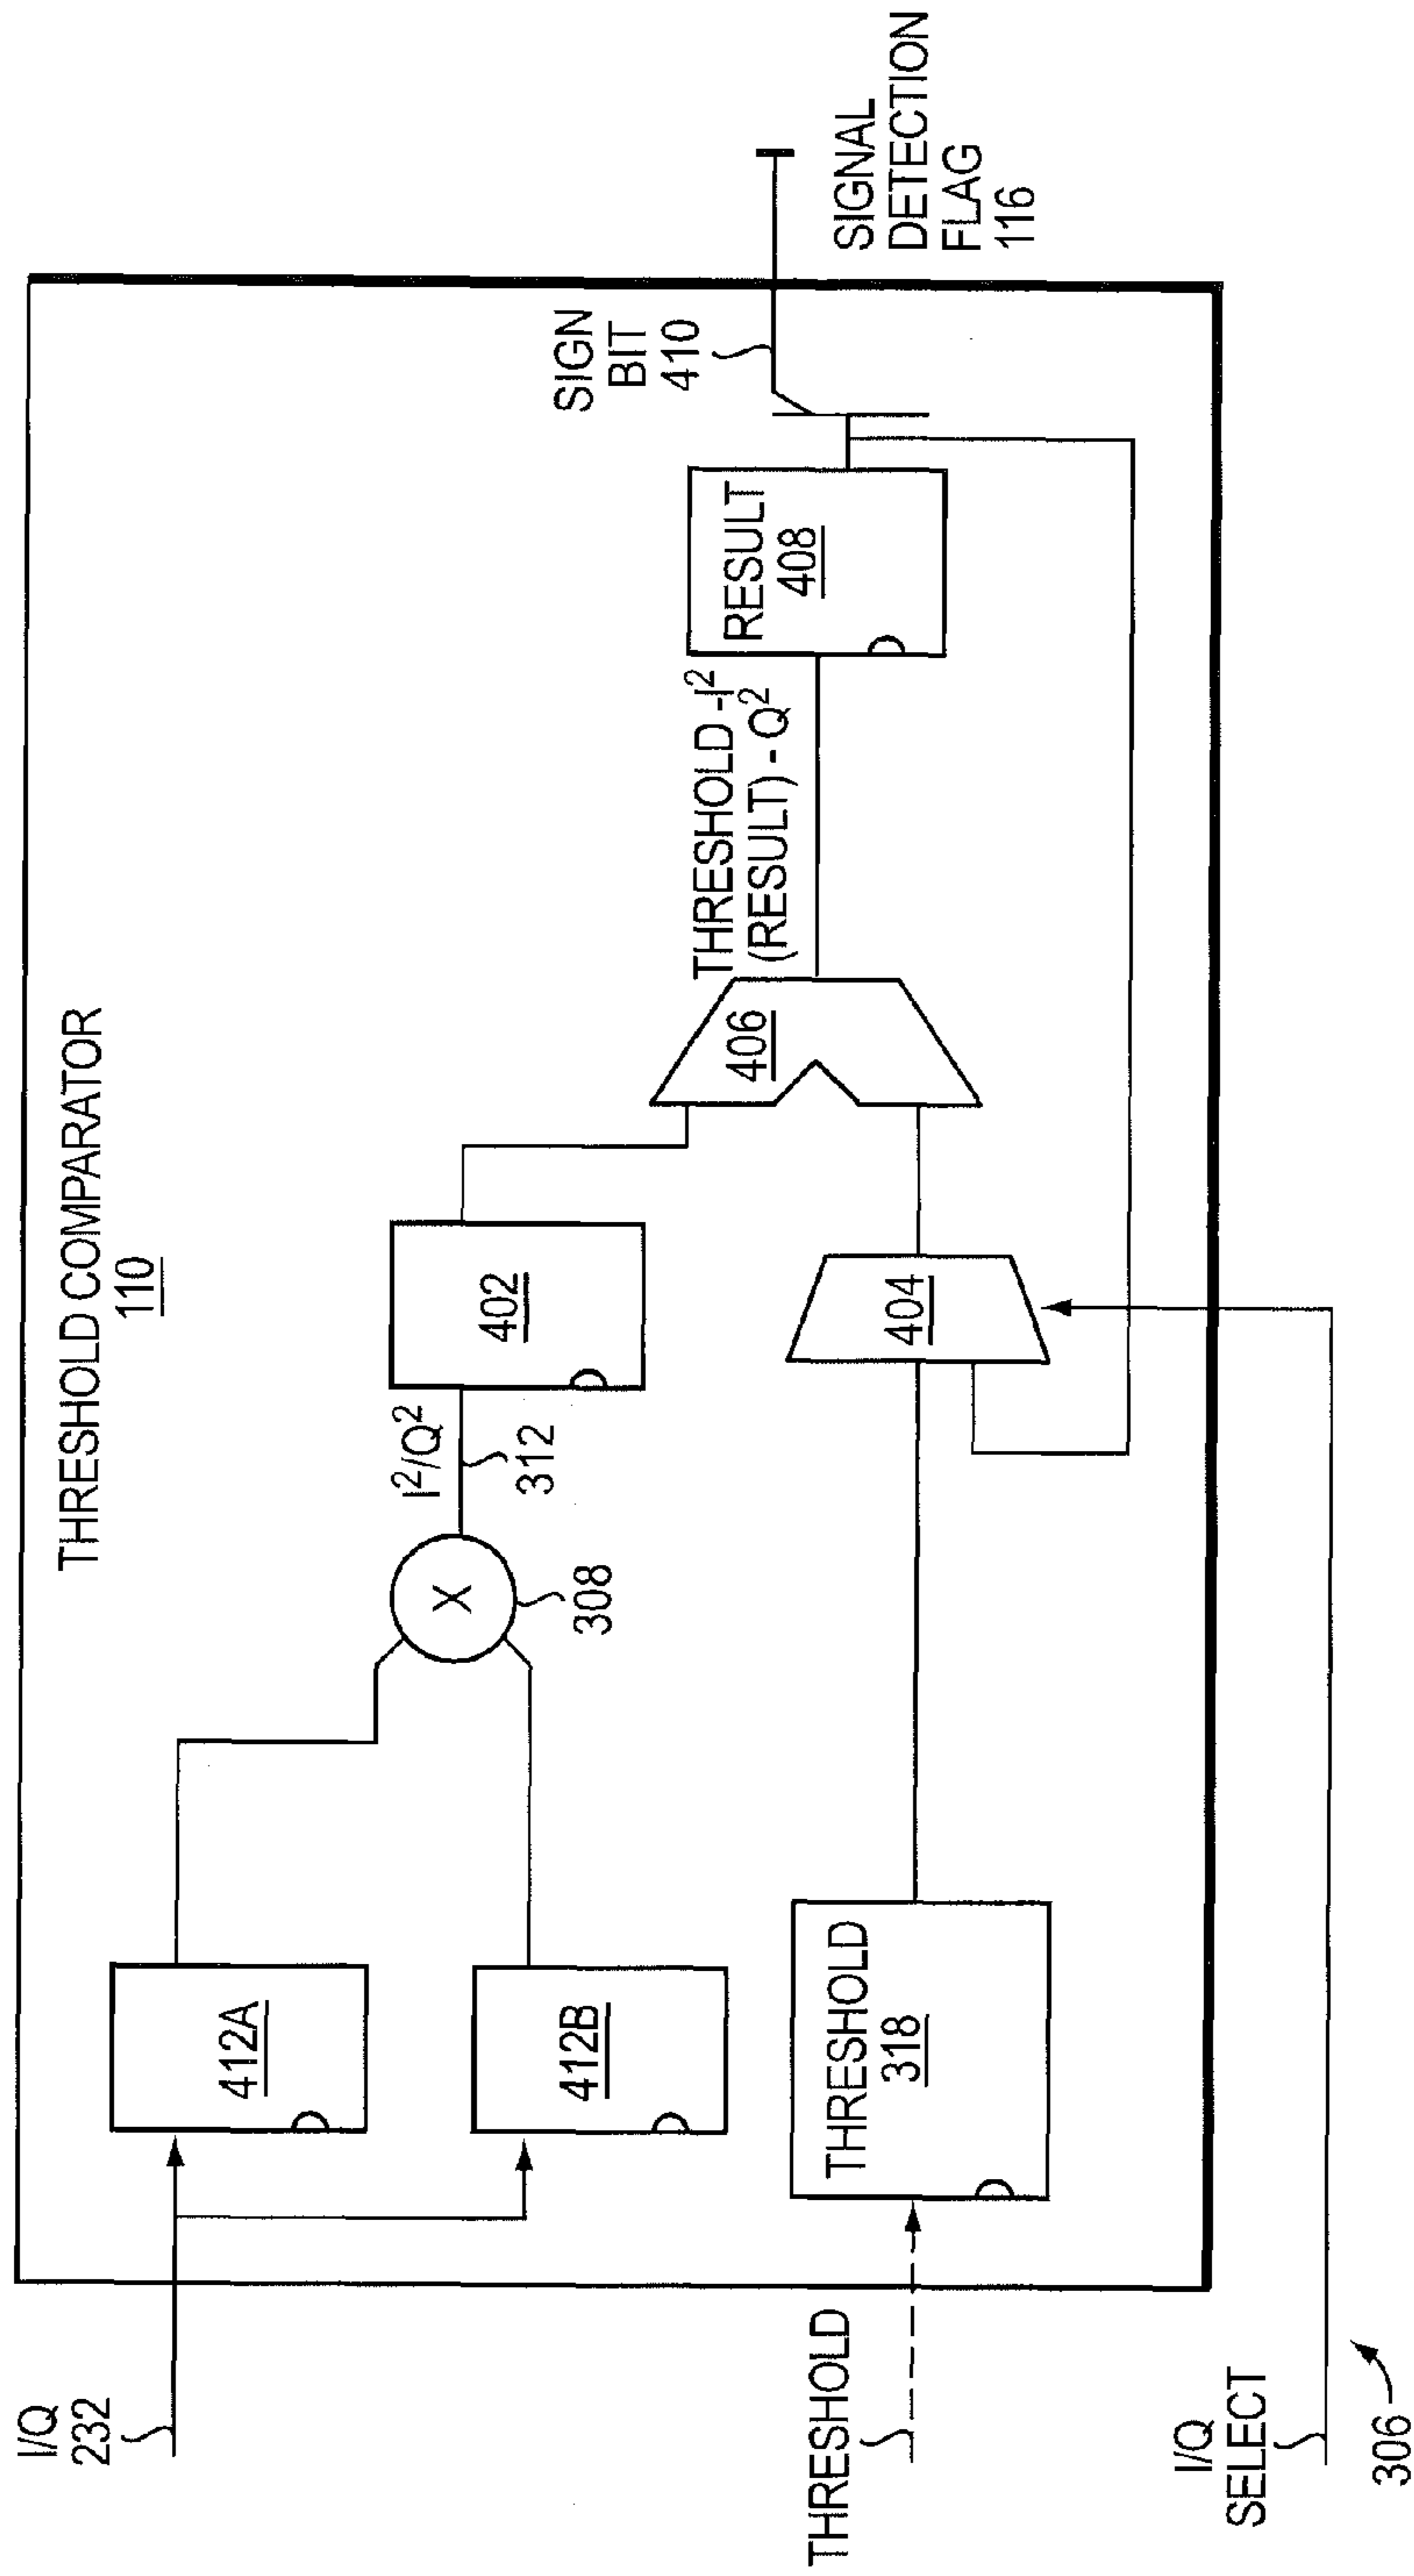 THRESHOLD COMPARATOR
110
I/Q
232
412A
412B
X
308
I²/Q²
312
402
THRESHOLD
THRESHOLD
318
404
406
THRESHOLD -I²
(RESULT) - Q²
RESULT
408
SIGN
BIT
410
SIGNAL
DETECTION
FLAG
116
I/Q
SELECT
306